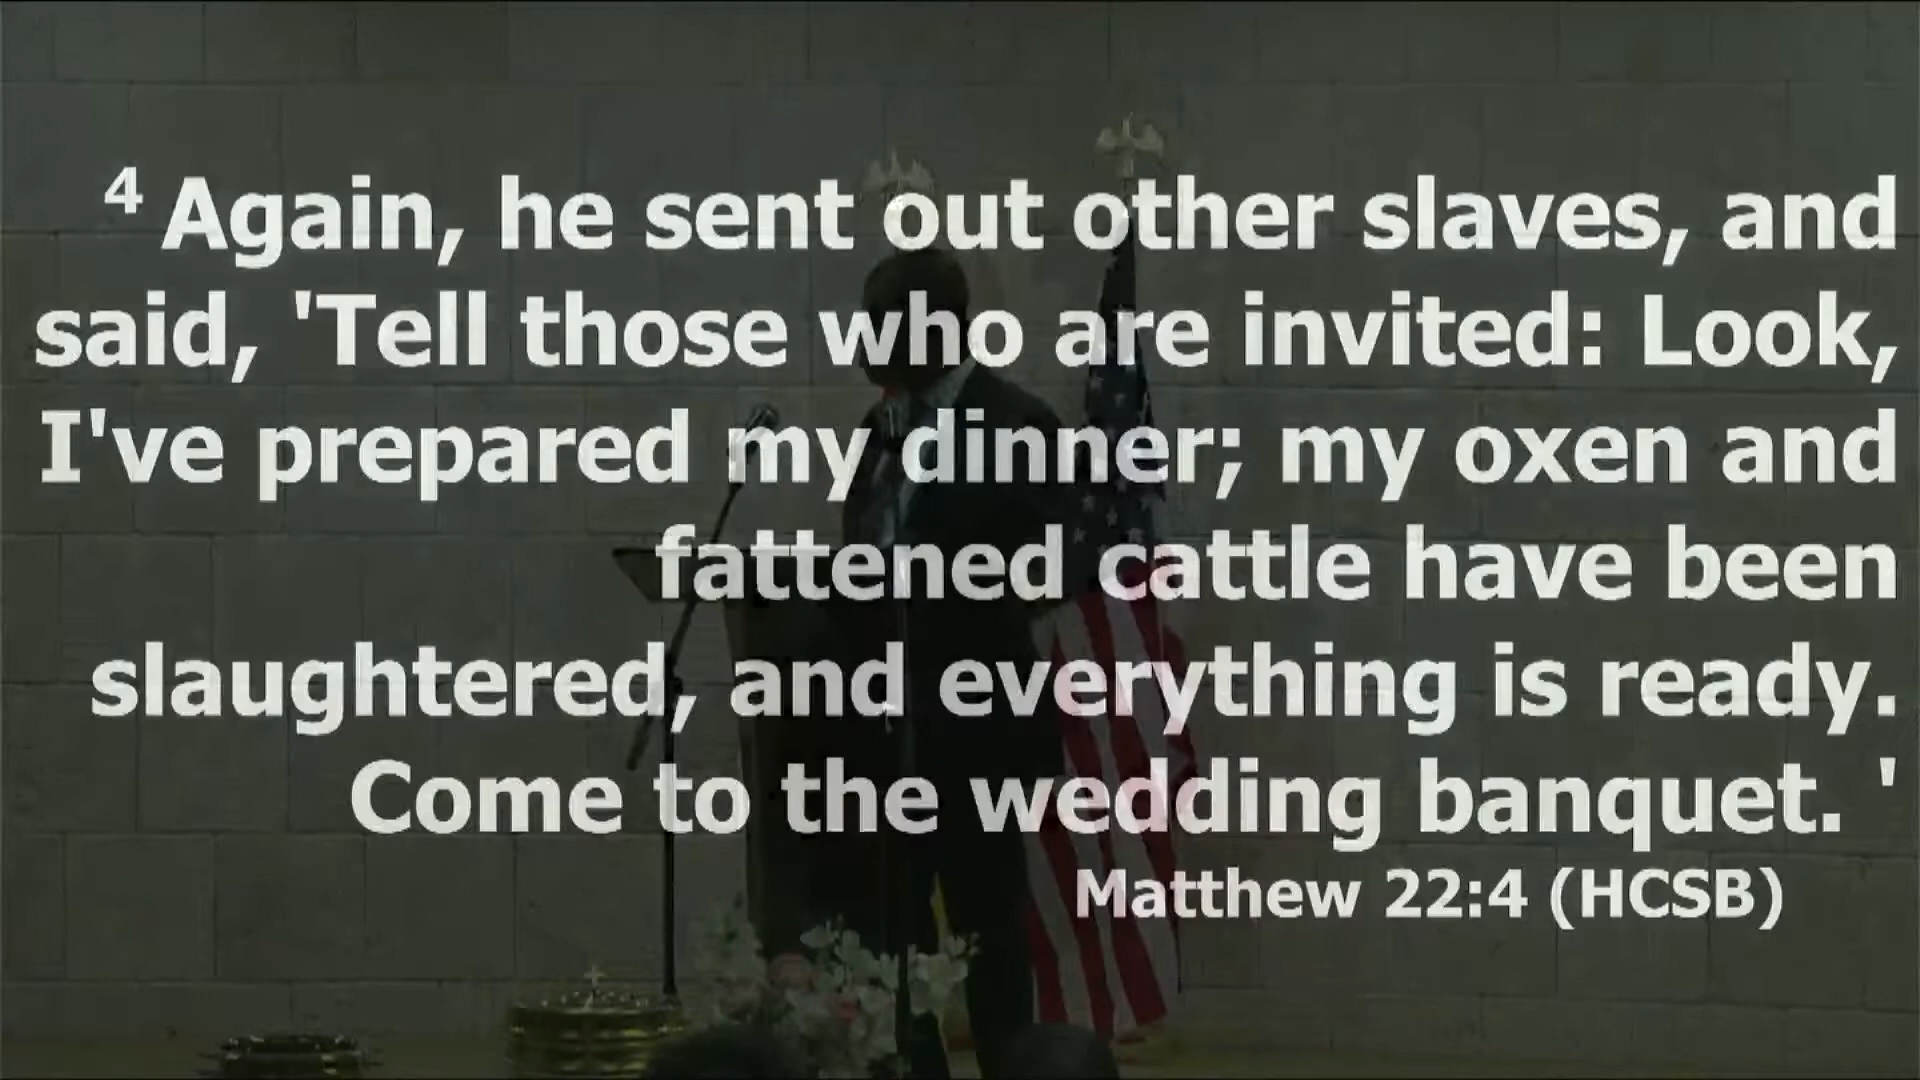 4 Again, he sent out other slaves, and
said, 'Tell those who are invited: Look,
I've prepared my dinner; my oxen and
fattened cattle have been
slaughtered, and everything is ready.
Come to the wedding banquet. '
Matthew 22:4 (HCSB)